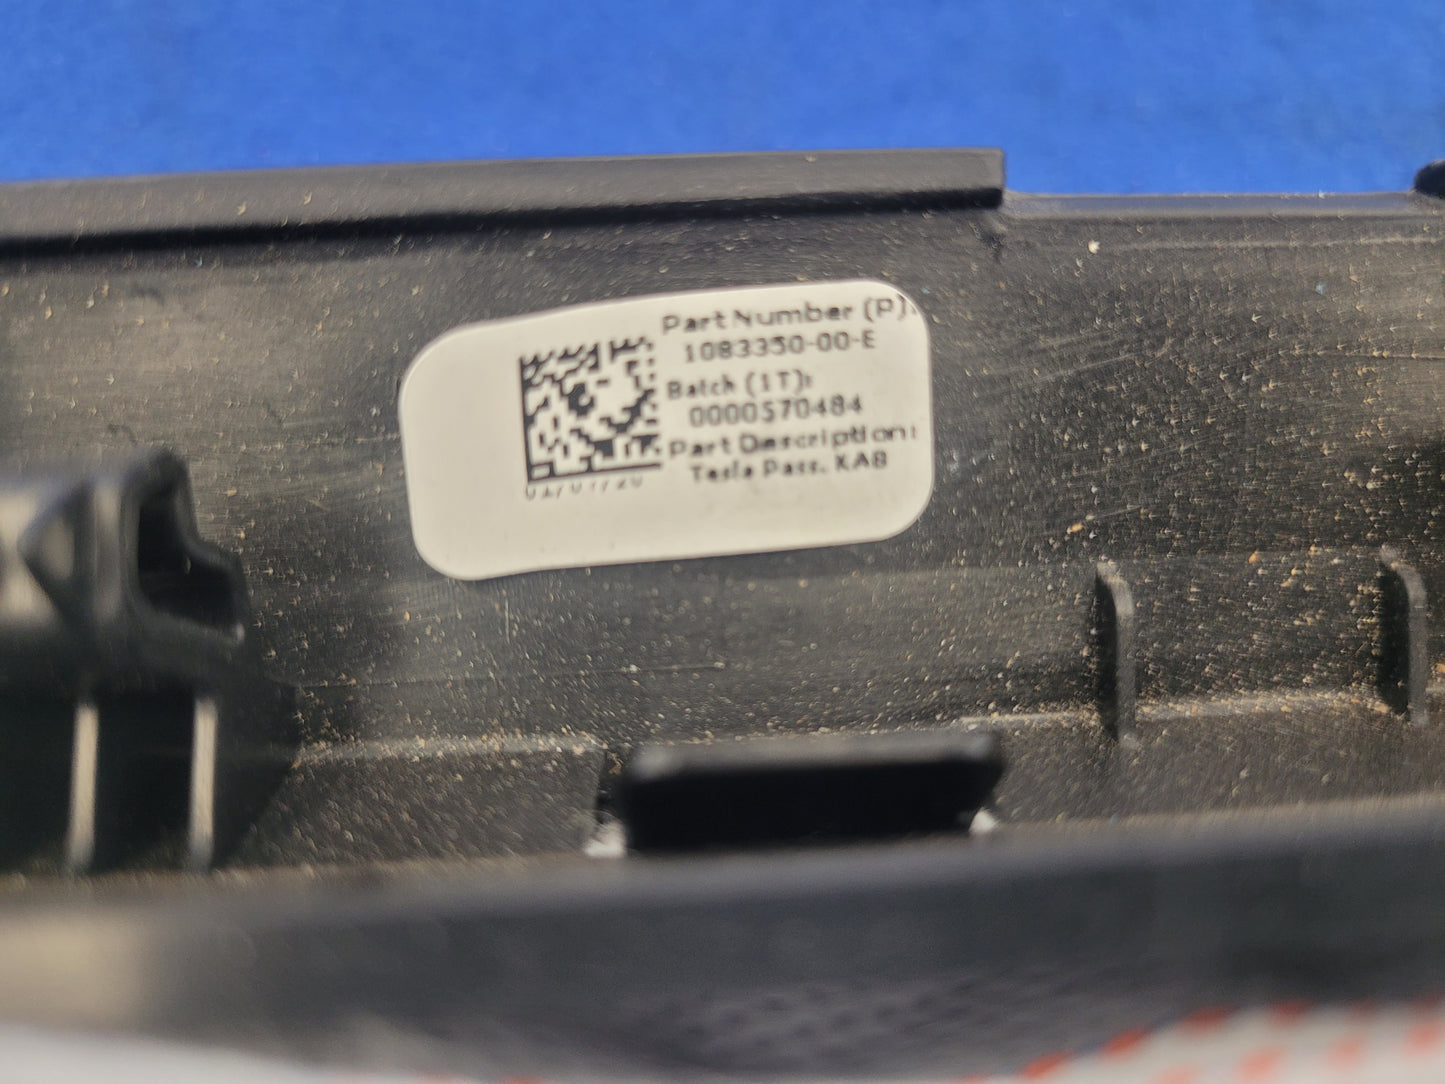 Part Number (P):
1083350-00-E
Batch (1T):
0000570484
Part Description:
Tesla Pass. KAB